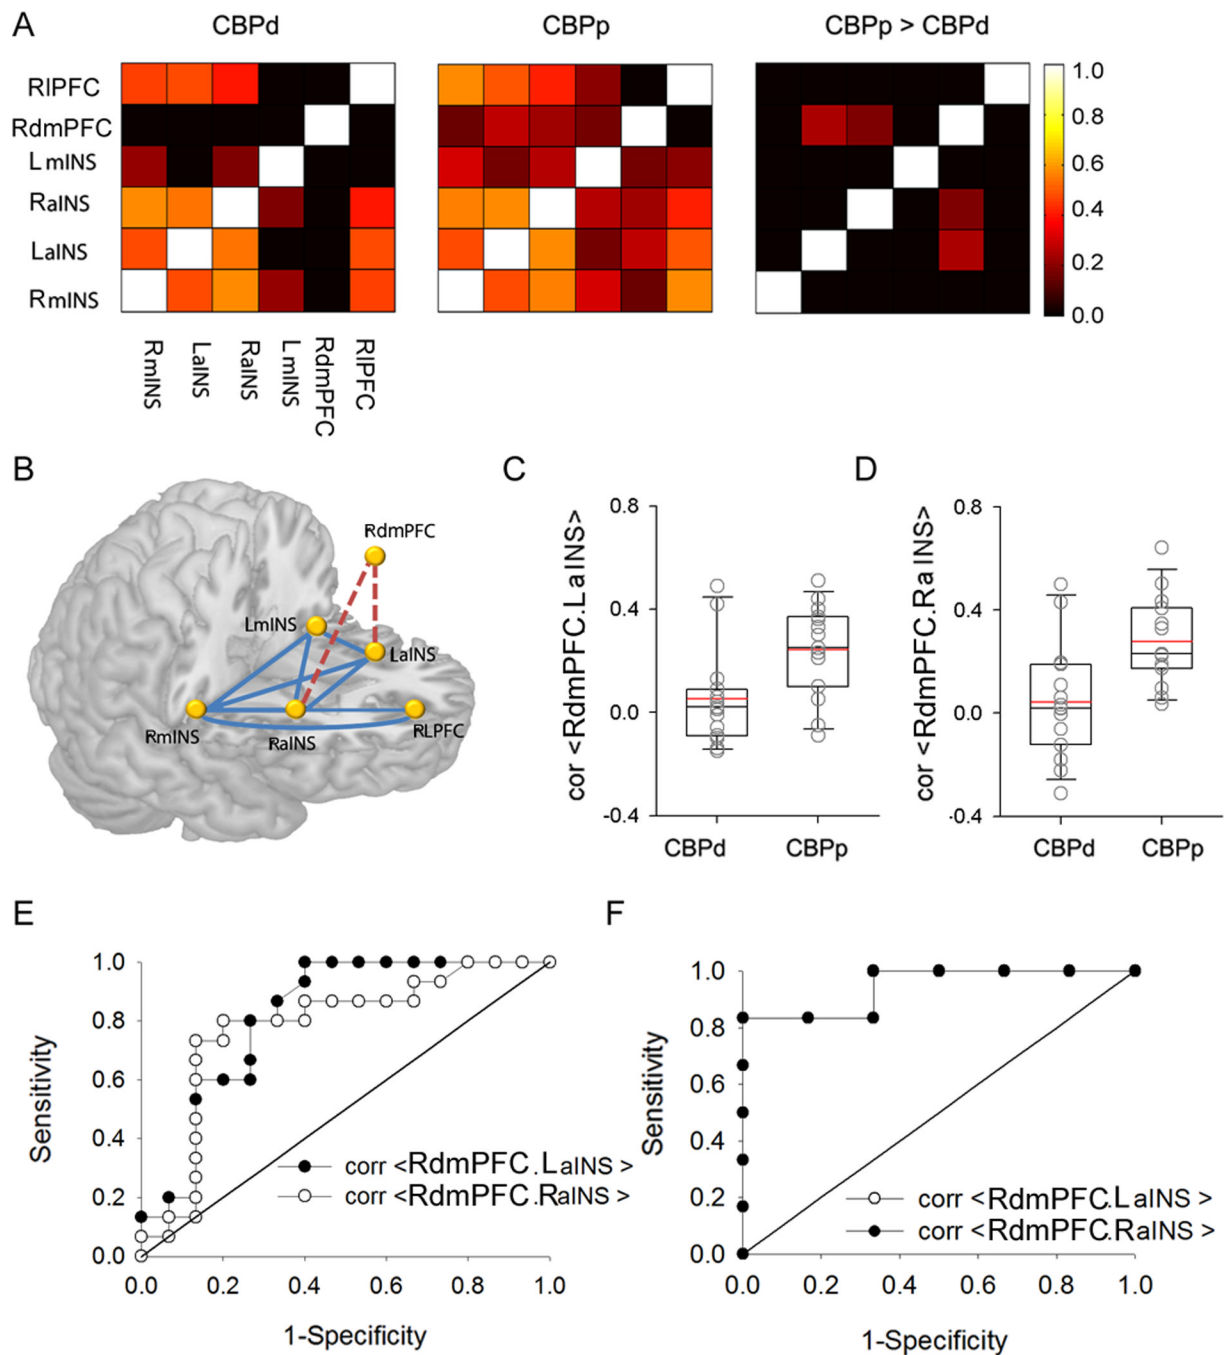 A
CBPd
CBPp
CBPp > CBPd
RlPFC
RdmPFC
LmINS
RaINS
LaINS
RmINS
1.0
0.8
0.6
0.4
0.2
0.0
RmINS
LaINS
RaINS
LmINS
RdmPFC
RlPFC
B
RdmPFC
LmINS
LaINS
RmINS
RaINS
RLPFC
C
cor <RdmPFC.LaINS>
0.8
0.4
0.0
-0.4
CBPd
CBPp
D
cor <RdmPFC.RaINS>
0.8
0.4
0.0
-0.4
CBPd
CBPp
E
Sensitivity
1.0
0.8
0.6
0.4
0.2
0.0
corr <RdmPFC.LaINS>
corr <RdmPFC.RaINS>
0.0 0.2 0.4 0.6 0.8 1.0
1-Specificity
F
Sensitivity
1.0
0.8
0.6
0.4
0.2
0.0
corr <RdmPFC.LaINS>
corr <RdmPFC.RaINS>
0.0 0.2 0.4 0.6 0.8 1.0
1-Specificity